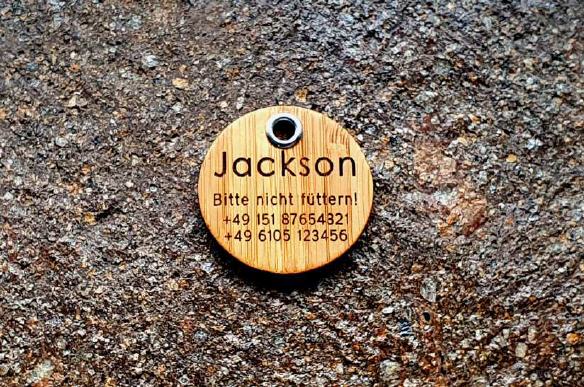 Jackson
Bitte nicht füttern!
+49 151 87654321
+49 6105 123456